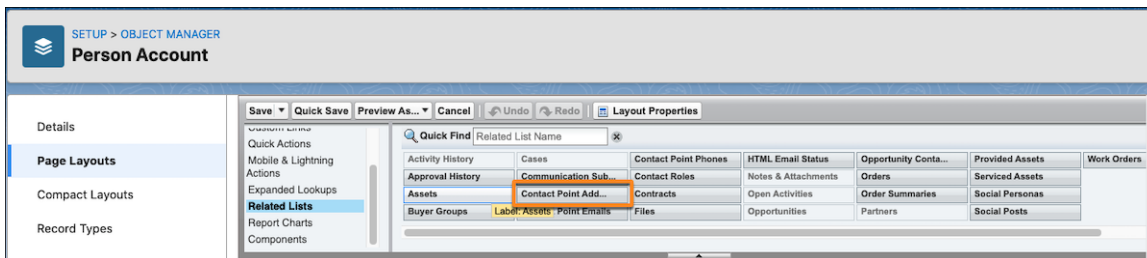 SETUP > OBJECT MANAGER
Person Account
Details
Page Layouts
Compact Layouts
Record Types
Save Quick Save Preview As... Cancel Undo Redo Layout Properties
Custom Links
Quick Actions
Mobile & Lightning
Actions
Expanded Lookups
Related Lists
Report Charts
Components
Quick Find Related List Name
Activity History Cases Contact Point Phones HTML Email Status Opportunity Conta... Provided Assets Work Orders
Approval History Communication Sub... Contact Roles Notes & Attachments Orders Serviced Assets
Assets Contact Point Add... Contracts Open Activities Order Summaries Social Personas
Buyer Groups Label: Assets Point Emails Files Opportunities Partners Social Posts